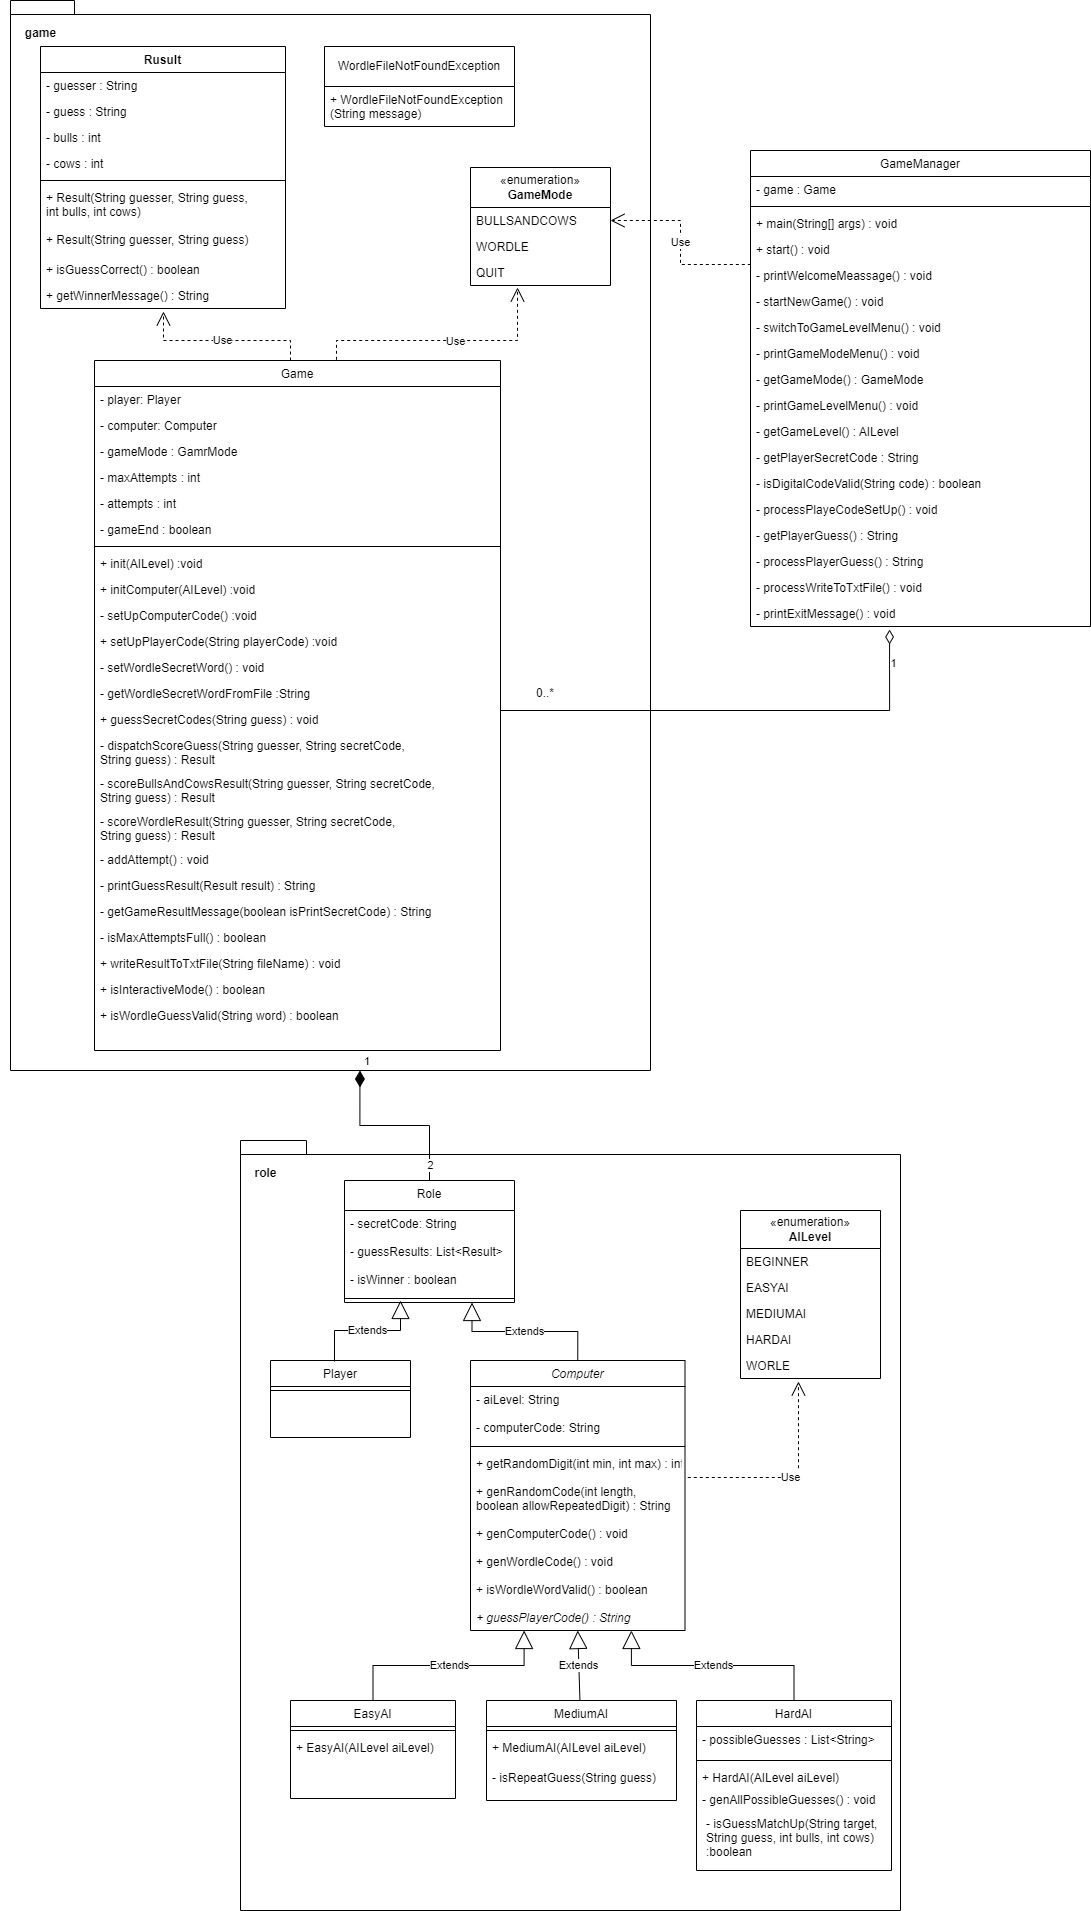 game
Rusult
- guesser : String
- guess : String
- bulls : int
- cows : int
+ Result(String guesser, String guess,
int bulls, int cows)
+ Result(String guesser, String guess)
+ isGuessCorrect() : boolean
+ getWinnerMessage() : String
WordleFileNotFoundException
+ WordleFileNotFoundException
(String message)
«enumeration»
GameMode
BULLSANDCOWS
WORDLE
QUIT
Use
GameManager
- game : Game
+ main(String[] args) : void
+ start() : void
- printWelcomeMeassage() : void
- startNewGame() : void
- switchToGameLevelMenu() : void
- printGameModeMenu() : void
- getGameMode() : GameMode
- printGameLevelMenu() : void
- getGameLevel() : AILevel
- getPlayerSecretCode : String
- isDigitalCodeValid(String code) : boolean
- processPlayeCodeSetUp() : void
- getPlayerGuess() : String
- processPlayerGuess() : String
- processWriteToTxtFile() : void
- printExitMessage() : void
1
0..*
Use
Use
Game
- player: Player
- computer: Computer
- gameMode : GamrMode
- maxAttempts : int
- attempts : int
- gameEnd : boolean
+ init(AILevel) :void
+ initComputer(AILevel) :void
- setUpComputerCode() :void
+ setUpPlayerCode(String playerCode) :void
- setWordleSecretWord() : void
- getWordleSecretWordFromFile :String
+ guessSecretCodes(String guess) : void
- dispatchScoreGuess(String guesser, String secretCode,
String guess) : Result
- scoreBullsAndCowsResult(String guesser, String secretCode,
String guess) : Result
- scoreWordleResult(String guesser, String secretCode,
String guess) : Result
- addAttempt() : void
- printGuessResult(Result result) : String
- getGameResultMessage(boolean isPrintSecretCode) : String
- isMaxAttemptsFull() : boolean
+ writeResultToTxtFile(String fileName) : void
+ isInteractiveMode() : boolean
+ isWordleGuessValid(String word) : boolean
1
2
role
Role
- secretCode: String
- guessResults: List<Result>
- isWinner : boolean
Extends
Extends
Player
Computer
- aiLevel: String
- computerCode: String
+ getRandomDigit(int min, int max) : int
+ genRandomCode(int length,
boolean allowRepeatedDigit) : String
+ genComputerCode() : void
+ genWordleCode() : void
+ isWordleWordValid() : boolean
+ guessPlayerCode() : String
«enumeration»
AILevel
BEGINNER
EASYAI
MEDIUMAI
HARDAI
WORLE
Use
Extends
Extends
Extends
EasyAI
+ EasyAI(AILevel aiLevel)
MediumAI
+ MediumAI(AILevel aiLevel)
- isRepeatGuess(String guess)
HardAI
- possibleGuesses : List<String>
+ HardAI(AILevel aiLevel)
- genAllPossibleGuesses() : void
- isGuessMatchUp(String target,
String guess, int bulls, int cows)
:boolean